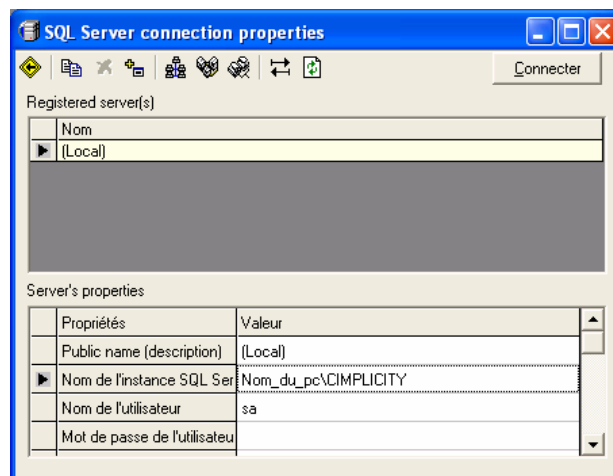 SQL Server connection properties
Connecter
Registered server(s)
Nom
(Local)
Server's properties
Propriétés Valeur
Public name (description) (Local)
Nom de l'instance SQL Ser Nom_du_pc\CIMPLICITY
Nom de l'utilisateur sa
Mot de passe de l'utilisateu